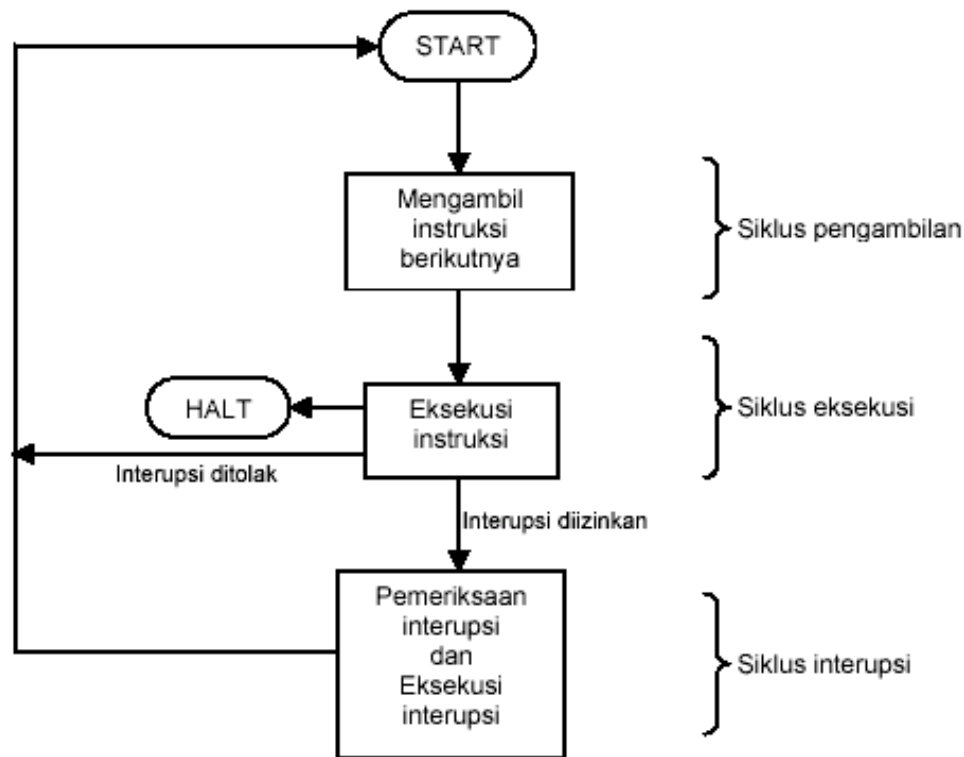 START
Mengambil
instruksi
berikutnya
Siklus pengambilan
HALT
Eksekusi
instruksi
Siklus eksekusi
Interupsi ditolak
Interupsi diizinkan
Pemeriksaan
interupsi
dan
Eksekusi
interupsi
Siklus interupsi